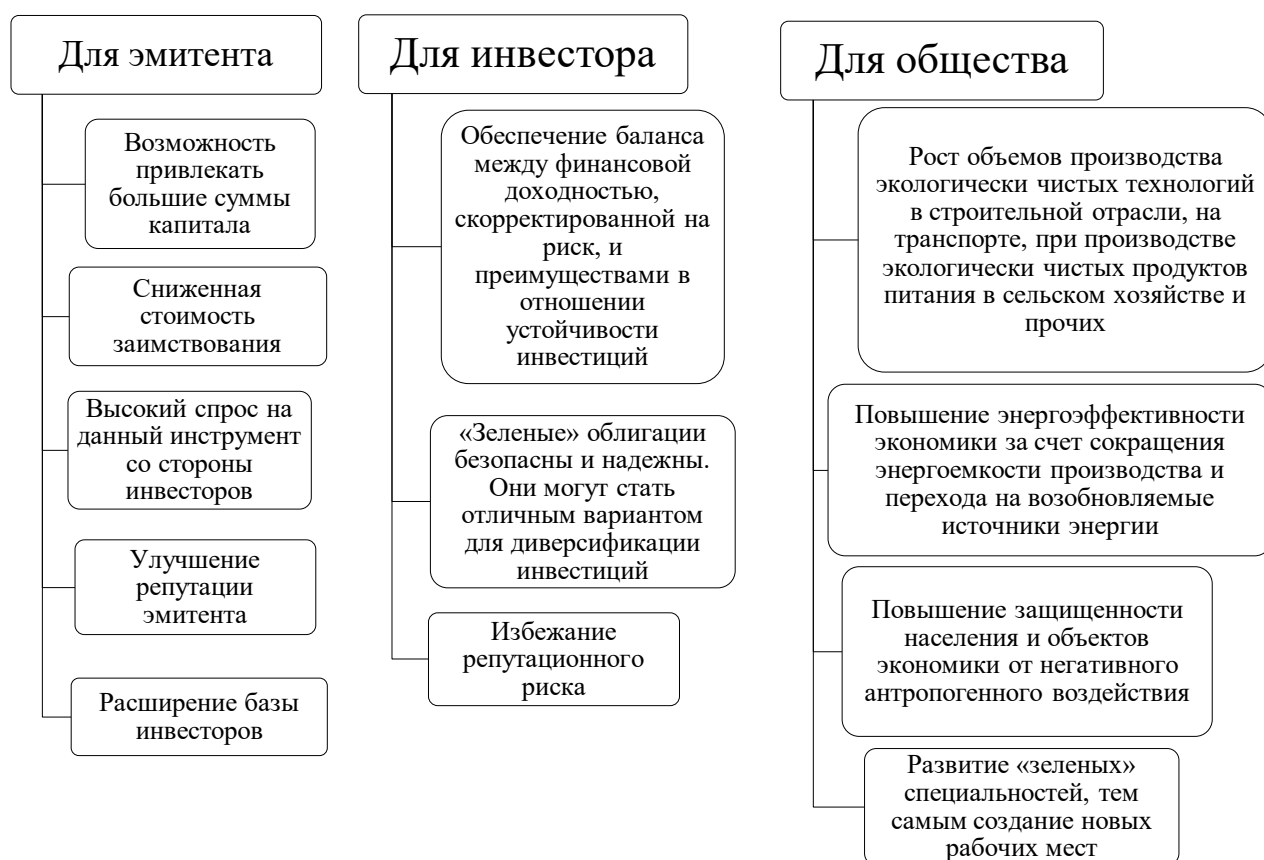 Для эмитента
Возможность
привлекать
большие суммы
капитала
Сниженная
стоимость
заимствования
Высокий спрос на
данный инструмент
со стороны
инвесторов
Улучшение
репутации
эмитента
Расширение базы
инвесторов
Для инвестора
Обеспечение баланса
между финансовой
доходностью,
скорректированной на
риск, и
преимуществами в
отношении
устойчивости
инвестиций
«Зеленые» облигации
безопасны и надежны.
Они могут стать
отличным вариантом
для диверсификации
инвестиций
Избежание
репутационного
риска
Для общества
Рост объемов производства
экологически чистых технологий
в строительной отрасли, на
транспорте, при производстве
экологически чистых продуктов
питания в сельском хозяйстве и
прочих
Повышение энергоэффективности
экономики за счет сокращения
энергоемкости производства и
перехода на возобновляемые
источники энергии
Повышение защищенности
населения и объектов
экономики от негативного
антропогенного воздействия
Развитие «зеленых»
специальностей, тем
самым создание новых
рабочих мест